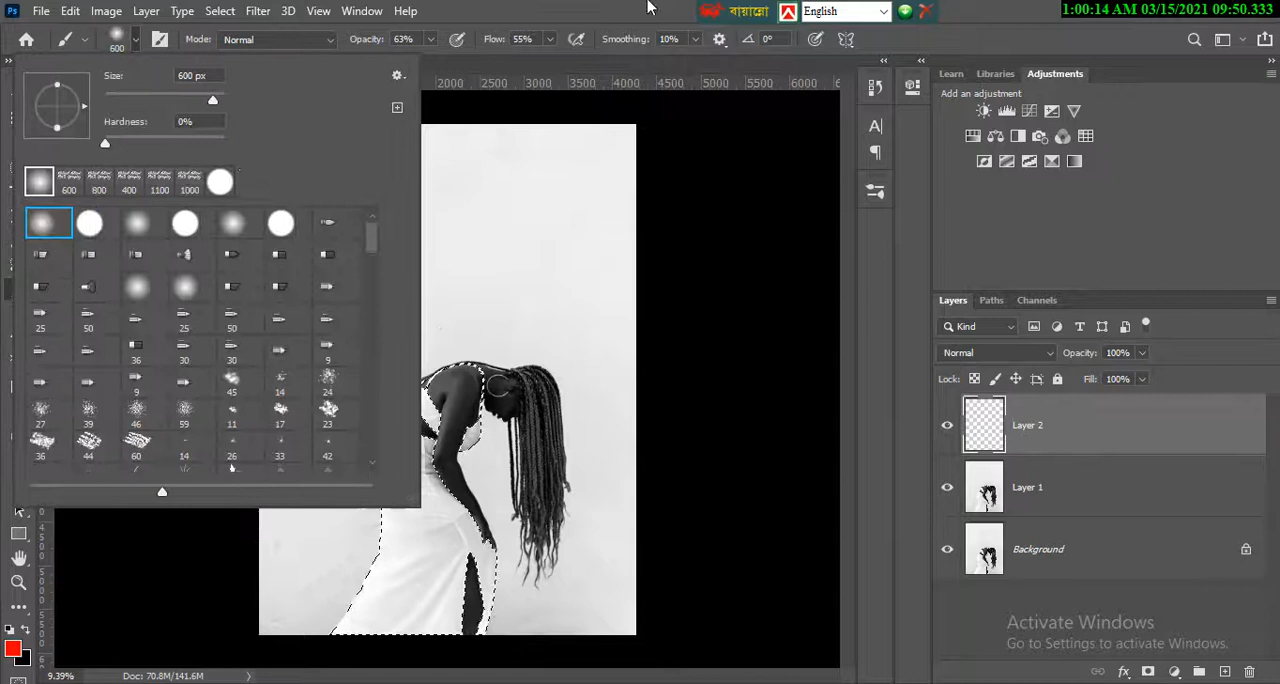 Ps File Edit Image Layer Type Select Filter 3D View Window Help
বায়ান্নো English
1:00:14 AM 03/15/2021 09:50.333
600 Mode: Normal Opacity: 63% Flow: 55% Smoothing: 10% 0°
Size: 600 px
Hardness: 0%
600 800 400 1100 1000
25 50 25 50
36 30 30 9
9 45 14 24
27 39 46 59 11 17 23
36 44 60 14 26 33 42
2000 2500 3000 3500 4000 4500 5000 5500 6000
Learn Libraries Adjustments
Add an adjustment
Layers Paths Channels
Kind
Normal Opacity: 100%
Lock: Fill: 100%
Layer 2
Layer 1
Background
Activate Windows
Go to Settings to activate Windows.
9.39% Doc: 70.8M/141.6M